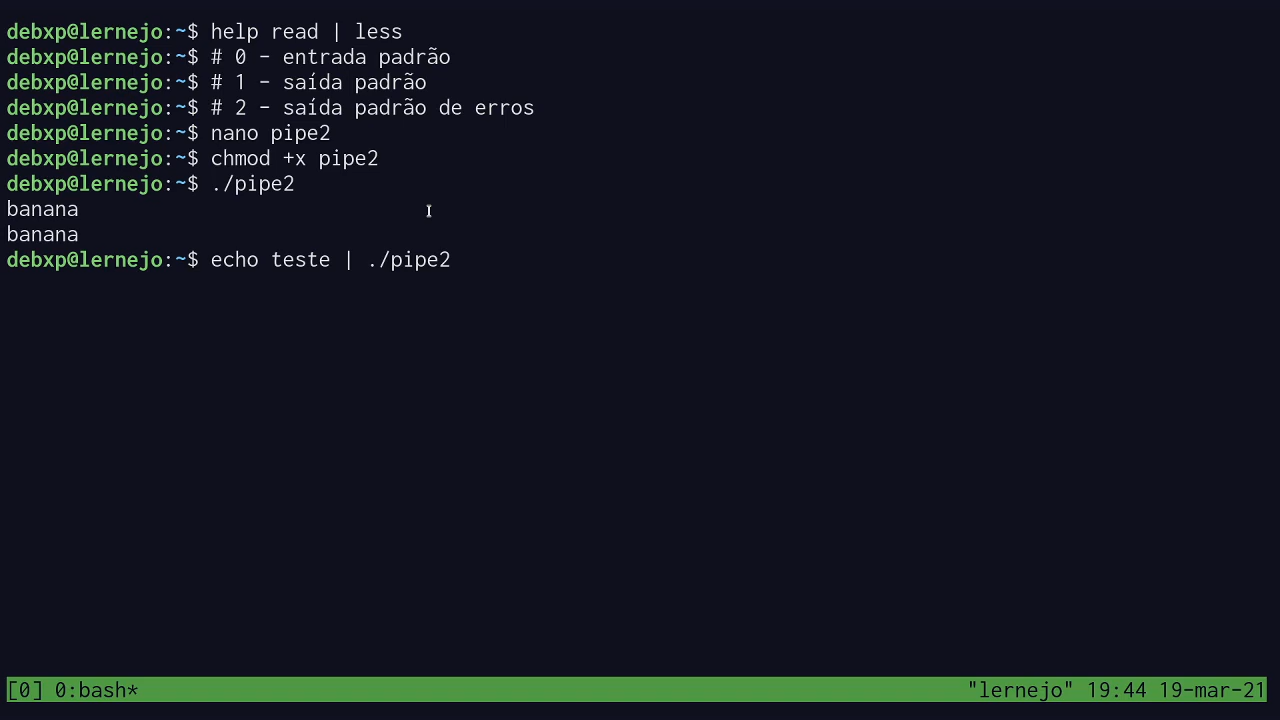 debxp@lernejo:~$ help read | less
debxp@lernejo:~$ # 0 - entrada padrão
debxp@lernejo:~$ # 1 - saída padrão
debxp@lernejo:~$ # 2 - saída padrão de erros
debxp@lernejo:~$ nano pipe2
debxp@lernejo:~$ chmod +x pipe2
debxp@lernejo:~$ ./pipe2
banana
banana
debxp@lernejo:~$ echo teste | ./pipe2
[0] 0:bash* "lernejo" 19:44 19-mar-21